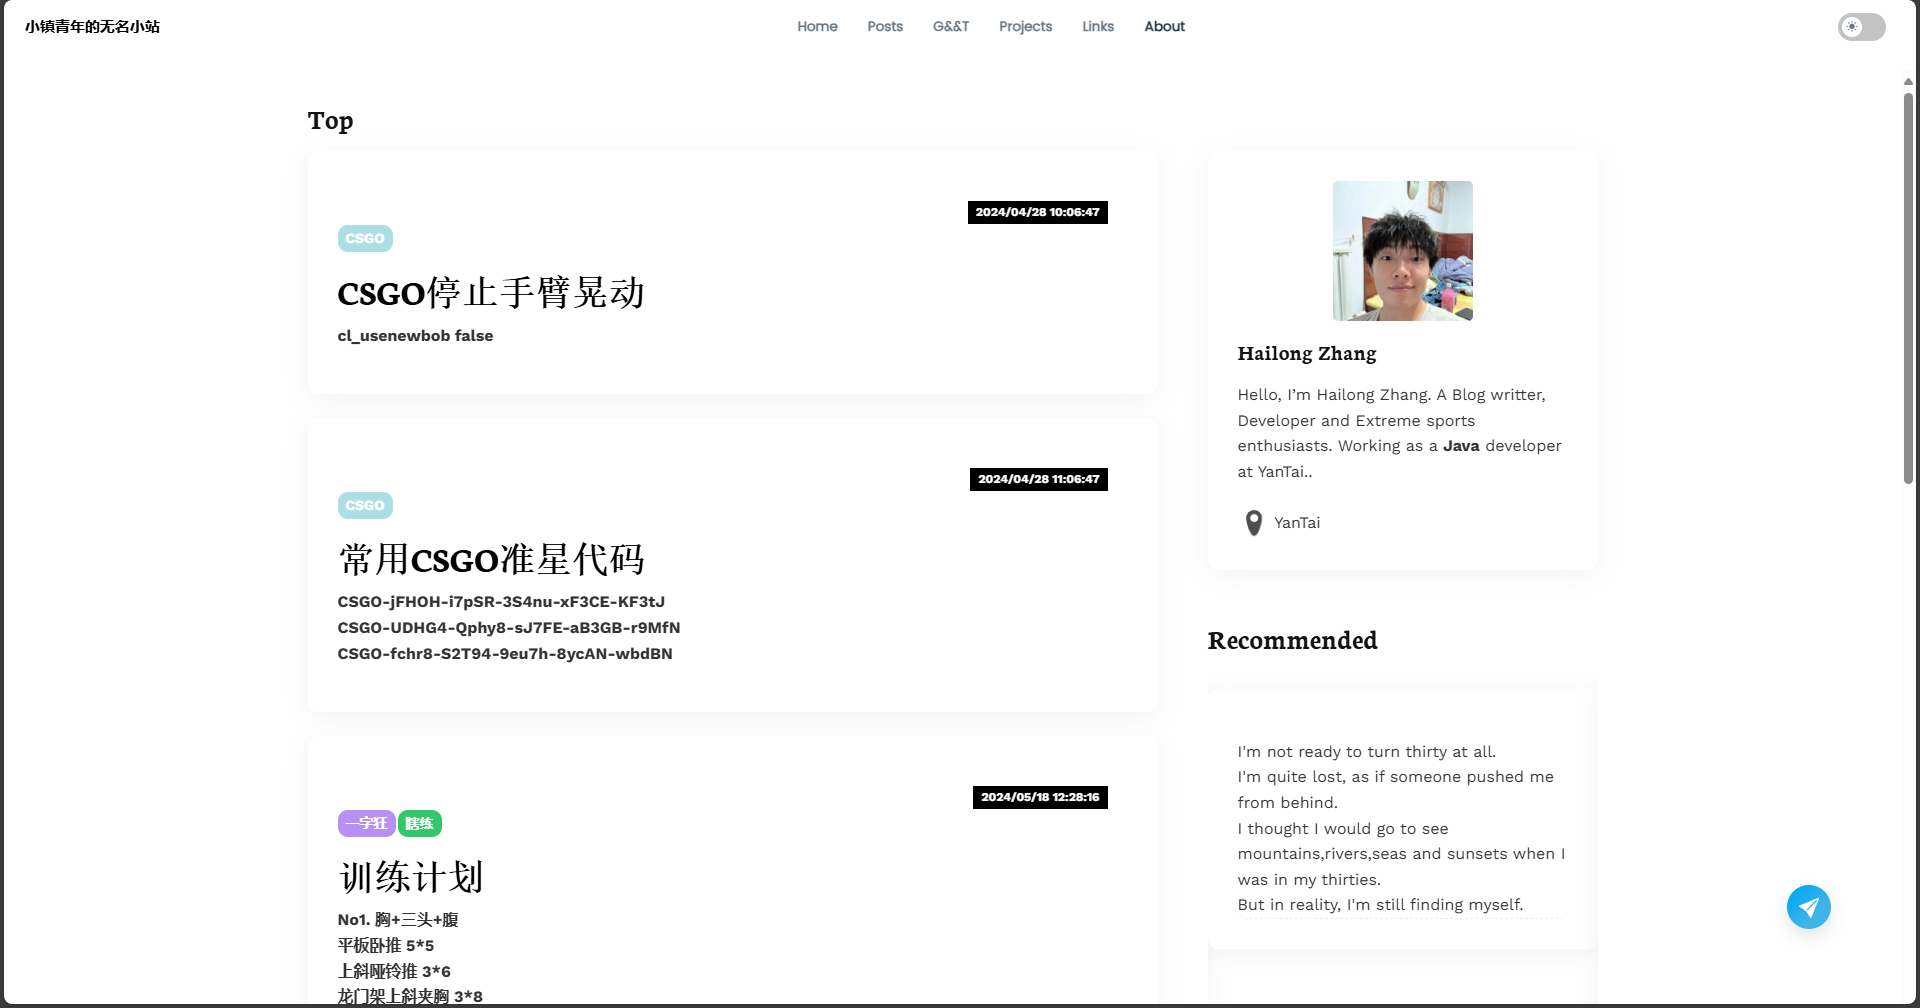 小镇青年的无名小站
Home Posts G&&T Projects Links About
Top
2024/04/28 10:06:47
CSGO
CSGO停止手臂晃动
cl_usenewbob false
2024/04/28 11:06:47
CSGO
常用CSGO准星代码
CSGO-jFHOH-i7pSR-3S4nu-xF3CE-KF3tJ
CSGO-UDHG4-Qphy8-sJ7FE-aB3GB-r9MfN
CSGO-fchr8-S2T94-9eu7h-8ycAN-wbdBN
2024/05/18 12:28:16
一字狂 瞎练
训练计划
No1. 胸+三头+腹
平板卧推 5*5
上斜哑铃推 3*6
龙门架上斜夹胸 3*8
Hailong Zhang
Hello, I’m Hailong Zhang. A Blog writter,
Developer and Extreme sports
enthusiasts. Working as a Java developer
at YanTai..
YanTai
Recommended
I'm not ready to turn thirty at all.
I'm quite lost, as if someone pushed me
from behind.
I thought I would go to see
mountains,rivers,seas and sunsets when I
was in my thirties.
But in reality, I'm still finding myself.